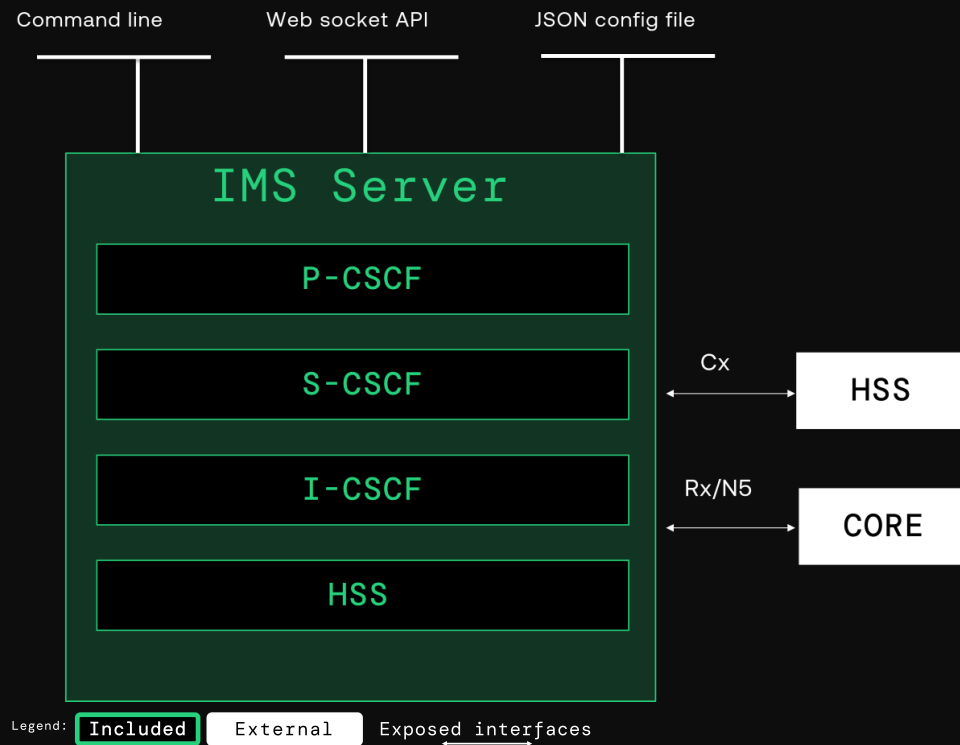 Command line Web socket API JSON config file
IMS Server
P-CSCF
S-CSCF
Cx
HSS
I-CSCF
Rx/N5
CORE
HSS
Legend: Included External Exposed interfaces